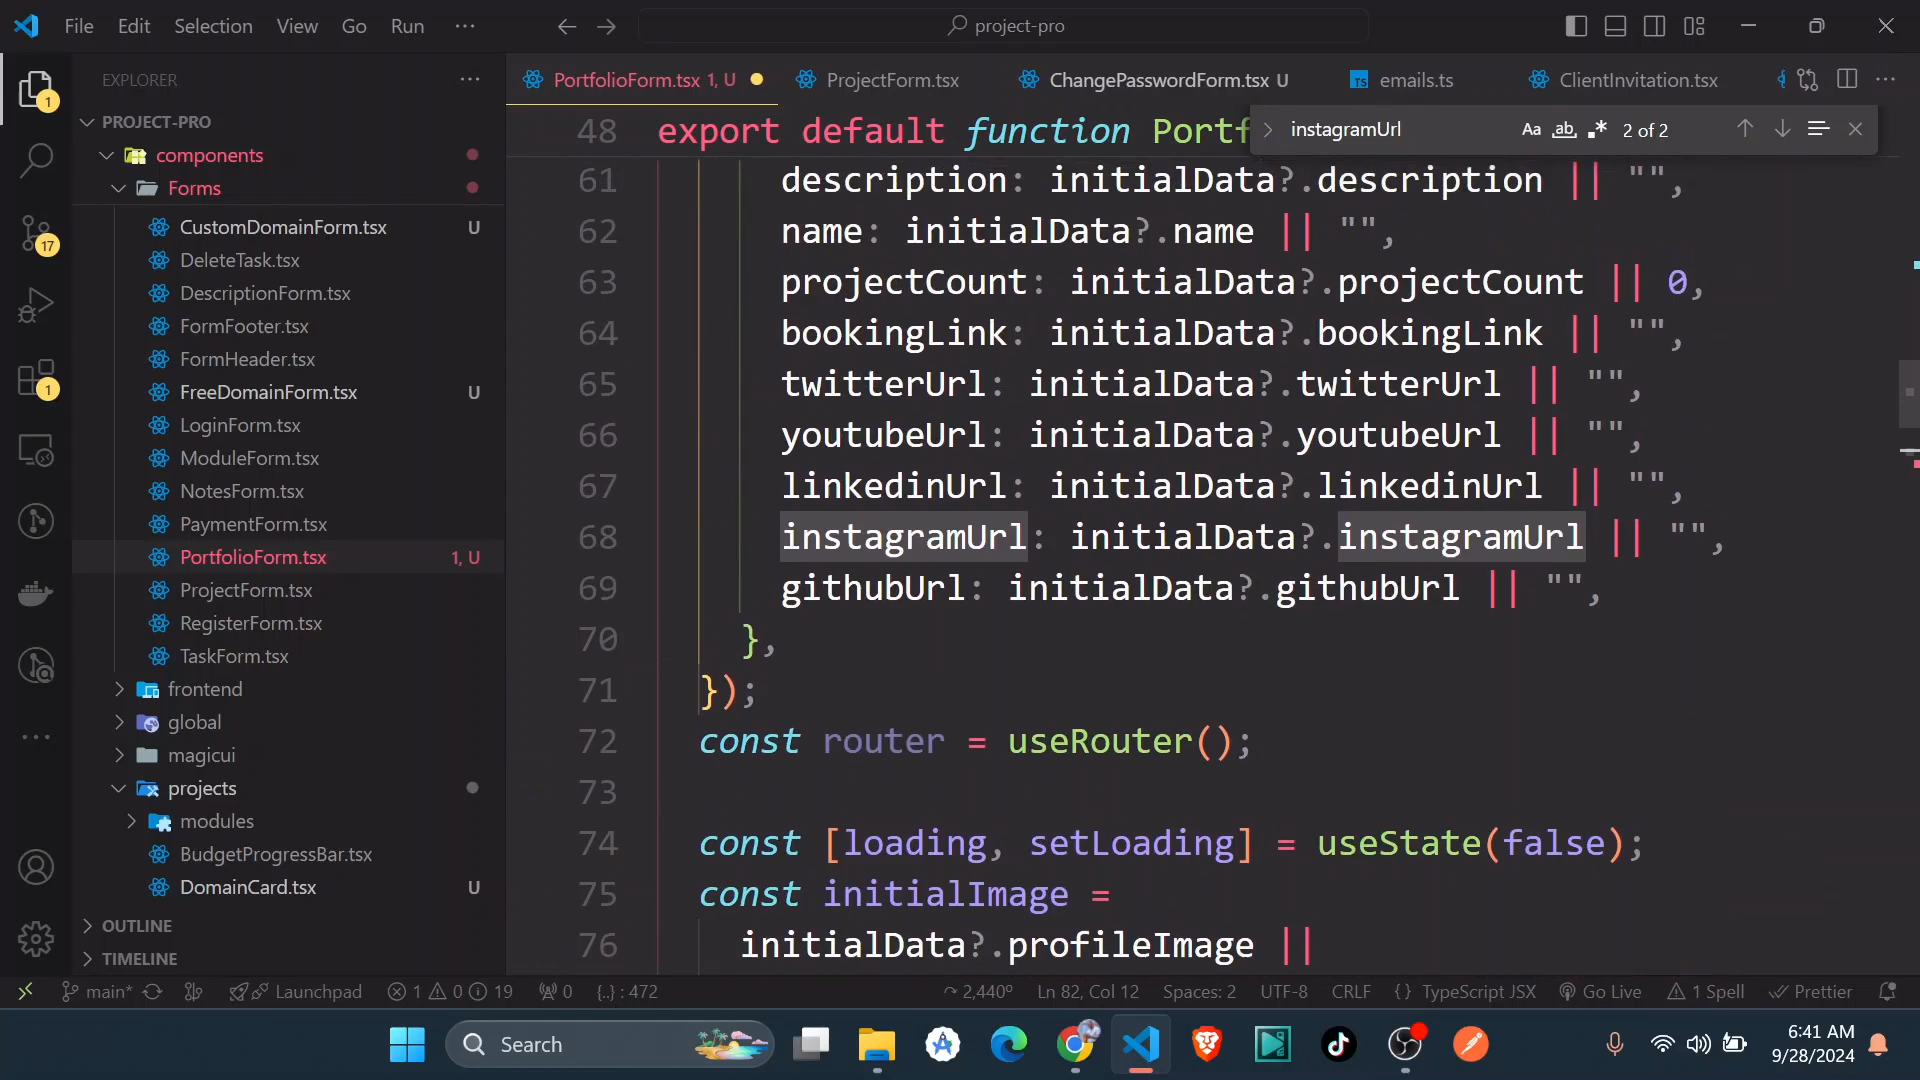 File Edit Selection View Go Run ···
project-pro
EXPLORER
PortfolioForm.tsx 1, U
ProjectForm.tsx
ChangePasswordForm.tsx U
TS emails.ts
ClientInvitation.tsx
instagramUrl Aa ab 2 of 2
PROJECT-PRO
components
Forms
CustomDomainForm.tsx U
DeleteTask.tsx
DescriptionForm.tsx
FormFooter.tsx
FormHeader.tsx
FreeDomainForm.tsx U
LoginForm.tsx
ModuleForm.tsx
NotesForm.tsx
PaymentForm.tsx
PortfolioForm.tsx 1, U
ProjectForm.tsx
RegisterForm.tsx
TaskForm.tsx
frontend
global
magicui
projects
modules
BudgetProgressBar.tsx
DomainCard.tsx U
OUTLINE
TIMELINE
1
17
1
48 export default function Portf
61 description: initialData?.description || "",
62 name: initialData?.name || "",
63 projectCount: initialData?.projectCount || 0,
64 bookingLink: initialData?.bookingLink || "",
65 twitterUrl: initialData?.twitterUrl || "",
66 youtubeUrl: initialData?.youtubeUrl || "",
67 linkedinUrl: initialData?.linkedinUrl || "",
68 instagramUrl: initialData?.instagramUrl || "",
69 githubUrl: initialData?.githubUrl || "",
70 },
71 });
72 const router = useRouter();
73
74 const [loading, setLoading] = useState(false);
75 const initialImage =
76 initialData?.profileImage ||
main* Launchpad 1 0 19 0 {..} : 472 2,440° Ln 82, Col 12 Spaces: 2 UTF-8 CRLF {} TypeScript JSX Go Live 1 Spell Prettier
Search
6:41 AM
9/28/2024